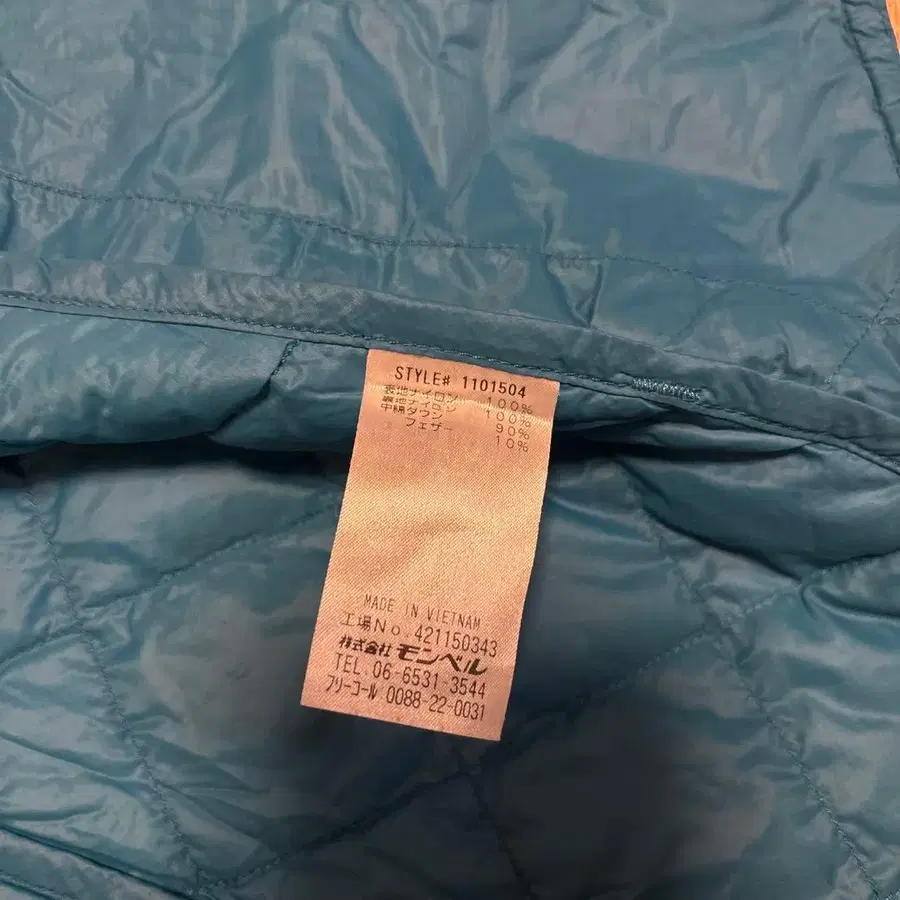 STYLE# 1101504
表地ナイロン 100%
裏地ナイロン 100%
中綿ダウン 90%
フェザー 10%
MADE IN VIETNAM
工場No. 421150343
株式会社 モンベル
TEL. 06-6531-3544
フリーコール 0088-22-0031